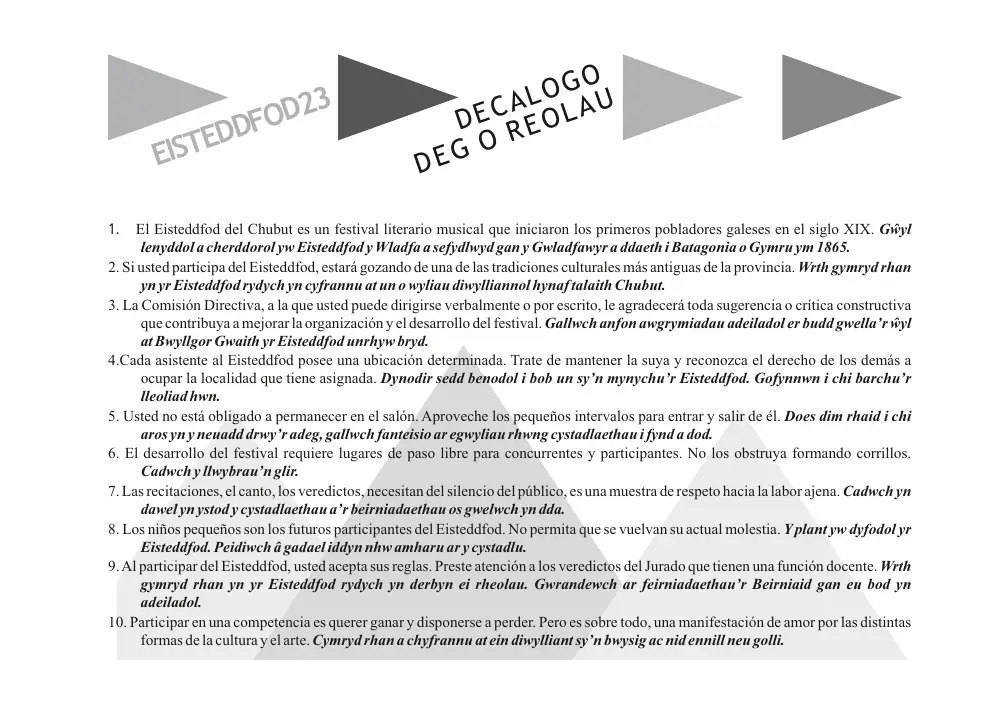 EISTEDDFOD23
DECALOGO
DEG O REOLAU
1. El Eisteddfod del Chubut es un festival literario musical que iniciaron los primeros pobladores galeses en el siglo XIX. Gŵyl
lenyddol a cherddorol yw Eisteddfod y Wladfa a sefydlwyd gan y Gwladfawyr a ddaeth i Batagonia o Gymru ym 1865.
2. Si usted participa del Eisteddfod, estará gozando de una de las tradiciones culturales más antiguas de la provincia. Wrth gymryd rhan
yn yr Eisteddfod rydych yn cyfrannu at un o wyliau diwylliannol hynaf talaith Chubut.
3. La Comisión Directiva, a la que usted puede dirigirse verbalmente o por escrito, le agradecerá toda sugerencia o crítica constructiva
que contribuya a mejorar la organización y el desarrollo del festival. Gallwch anfon awgrymiadau adeiladol er budd gwella’r ŵyl
at Bwyllgor Gwaith yr Eisteddfod unrhyw bryd.
4.Cada asistente al Eisteddfod posee una ubicación determinada. Trate de mantener la suya y reconozca el derecho de los demás a
ocupar la localidad que tiene asignada. Dynodir sedd benodol i bob un sy’n mynychu’r Eisteddfod. Gofynnwn i chi barchu’r
lleoliad hwn.
5. Usted no está obligado a permanecer en el salón. Aproveche los pequeños intervalos para entrar y salir de él. Does dim rhaid i chi
aros yn y neuadd drwy’r adeg, gallwch fanteisio ar egwyliau rhwng cystadlaethau i fynd a dod.
6. El desarrollo del festival requiere lugares de paso libre para concurrentes y participantes. No los obstruya formando corrillos.
Cadwch y llwybrau’n glir.
7. Las recitaciones, el canto, los veredictos, necesitan del silencio del público, es una muestra de respeto hacia la labor ajena. Cadwch yn
dawel yn ystod y cystadlaethau a’r beirniadaethau os gwelwch yn dda.
8. Los niños pequeños son los futuros participantes del Eisteddfod. No permita que se vuelvan su actual molestia. Y plant yw dyfodol yr
Eisteddfod. Peidiwch â gadael iddyn nhw amharu ar y cystadlu.
9. Al participar del Eisteddfod, usted acepta sus reglas. Preste atención a los veredictos del Jurado que tienen una función docente. Wrth
gymryd rhan yn yr Eisteddfod rydych yn derbyn ei rheolau. Gwrandewch ar feirniadaethau’r Beirniaid gan eu bod yn
adeiladol.
10. Participar en una competencia es querer ganar y disponerse a perder. Pero es sobre todo, una manifestación de amor por las distintas
formas de la cultura y el arte. Cymryd rhan a chyfrannu at ein diwylliant sy’n bwysig ac nid ennill neu golli.